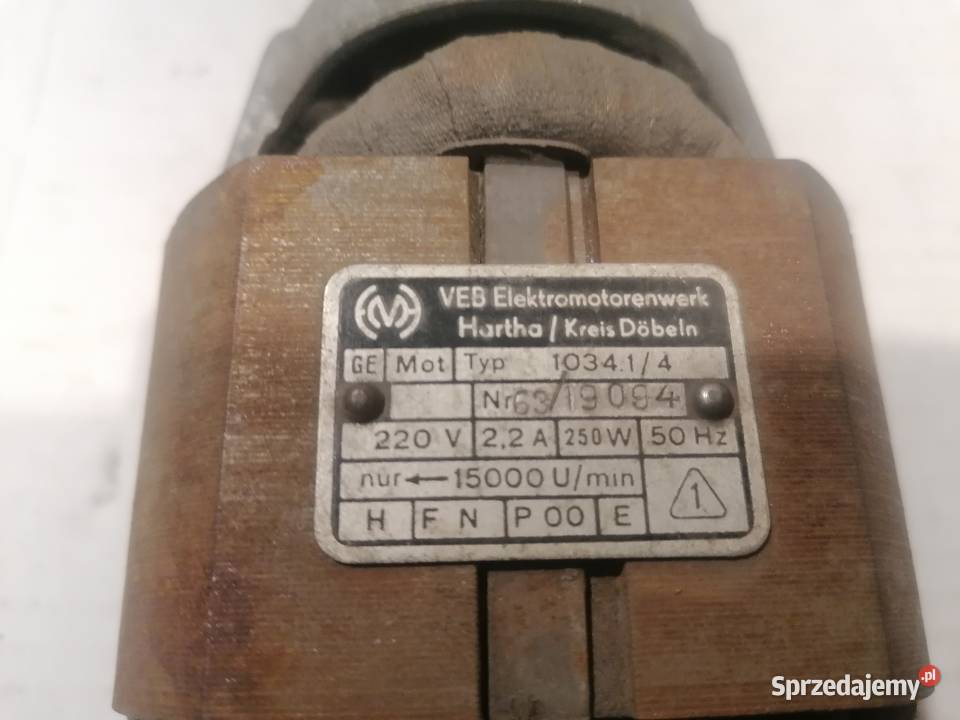 VEB Elektromotorenwerk
Hartha / Kreis Döbeln
GE Mot Typ 1034.1/4
Nr 63/19094
220 V 2,2 A 250W 50 Hz
nur ← 15000 U/min
1
H F N P 00 E
Sprzedajemy.pl